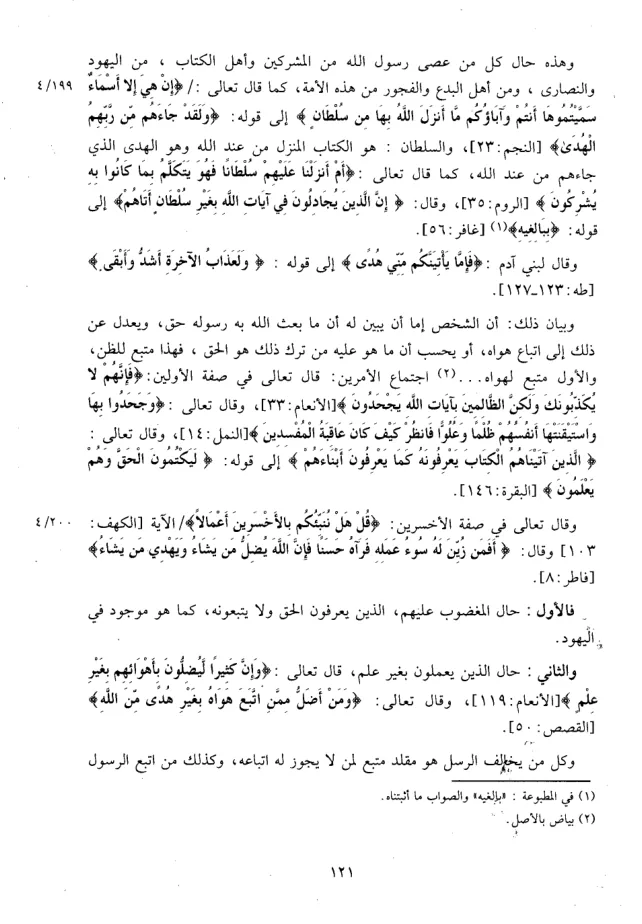 وهذه حال كل من عصى رسول الله من المشركين وأهل الكتاب ، من اليهود
والنصارى ، ومن أهل البدع والفجور من هذه الأمة، كما قال تعالى :/ ﴿إِنْ هِيَ إلا أَسْمَاءٌ ٤/١٩٩
سَمَّيْتُمُوهَا أَنتُمْ وَآبَاؤُكُم مَّا أَنزَلَ اللَّهُ بِهَا مِن سُلْطَان ﴾ إلى قوله: ﴿وَلَقَدْ جَاءَهُم مِّن رَّبِّهِمُ
الْهُدَىٰ﴾ [النجم:٢٣]، والسلطان : هو الكتاب المنزل من عند الله وهو الهدى الذي
جاءهم من عند الله، كما قال تعالى :﴿أَمْ أَنزَلْنَا عَلَيْهِمْ سُلْطَانًا فَهُوَ يَتَكَلَّمُ بِمَا كَانُوا بِهِ
يُشْرِكُونَ ﴾ [الروم:٣٥]، وقال: ﴿ إِنَّ الَّذِينَ يُجَادِلُونَ فِي آيَاتِ اللَّهِ بِغَيْرِ سُلْطَانٍ أَتَاهُمْ﴾ إلى
قوله: ﴿بِبَالِغِيهِ﴾(١) [غافر:٥٦].
وقال لبني آدم :﴿فَإِمَّا يَأْتِيَنَّكُم مِّنِّي هُدًى ﴾ إلى قوله : ﴿ وَلَعَذَابُ الآخِرَةِ أَشَدُّ وَأَبْقَى ﴾
[طه:١٢٣_١٢٧].
وبيان ذلك: أن الشخص إما أن يبين له أن ما بعث الله به رسوله حق، ويعدل عن
ذلك إلى اتباع هواه، أو يحسب أن ما هو عليه من ترك ذلك هو الحق ، فهذا متبع للظن،
والأول متبع لهواه...(٢) اجتماع الأمرين: قال تعالى في صفة الأولين:﴿فَإِنَّهُمْ لا
يُكَذِّبُونَكَ وَلَكِنَّ الظَّالِمِينَ بِآيَاتِ اللَّهِ يَجْحَدُونَ ﴾[الأنعام:٣٣]، وقال تعالى :﴿وَجَحَدُوا بِهَا
وَاسْتَيْقَنَتْهَا أَنفُسُهُمْ ظُلْمًا وَعُلُوًّا فَانظُرْ كَيْفَ كَانَ عَاقِبَةُ الْمُفْسِدِينَ ﴾[النمل:١٤]، وقال تعالى :
﴿ الَّذِينَ آتَيْنَاهُمُ الْكِتَابَ يَعْرِفُونَهُ كَمَا يَعْرِفُونَ أَبْنَاءَهُمْ ﴾ إلى قوله: ﴿ لَيَكْتُمُونَ الْحَقَّ وَهُمْ
يَعْلَمُونَ ﴾ [البقرة:١٤٦].
وقال تعالى في صفة الأخسرين: ﴿قُلْ هَلْ نُنَبِّئُكُم بِالأَخْسَرِينَ أَعْمَالاً﴾/ الآية [الكهف: ٤/٢٠٠
١٠٣] وقال: ﴿ أَفَمَن زُيِّنَ لَهُ سُوءُ عَمَلِهِ فَرَآهُ حَسَنًا فَإِنَّ اللَّهَ يُضِلُّ مَن يَشَاءُ وَيَهْدِي مَن يَشَاءُ﴾
[فاطر:٨].
فالأول : حال المغضوب عليهم، الذين يعرفون الحق ولا يتبعونه، كما هو موجود في
اليهود.
والثاني : حال الذين يعملون بغير علم، قال تعالى :﴿وَإِنَّ كَثِيرًا لَّيُضِلُّونَ بِأَهْوَائِهِم بِغَيْرِ
عِلْمٍ ﴾[الأنعام:١١٩]، وقال تعالى: ﴿وَمَنْ أَضَلُّ مِمَّنِ اتَّبَعَ هَوَاهُ بِغَيْرِ هُدًى مِّنَ اللَّهِ﴾
[القصص:٥٠].
وكل من يخالف الرسل هو مقلد متبع لمن لا يجوز له اتباعه، وكذلك من اتبع الرسول
(١) في المطبوعة : «بإلغيه» والصواب ما أثبتناه.
(٢) بياض بالأصل.
١٢١